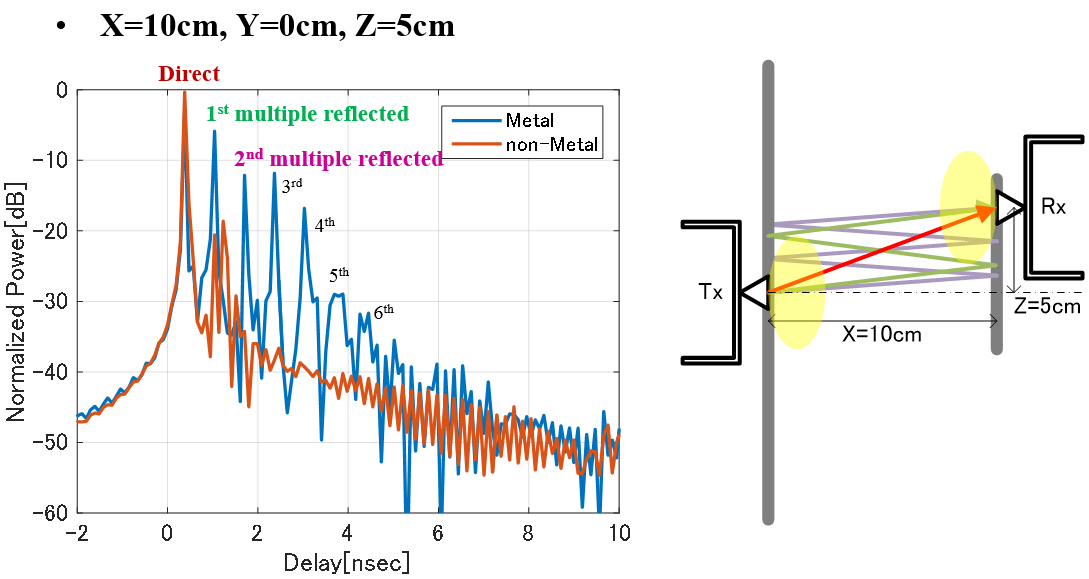 • X=10cm, Y=0cm, Z=5cm
Direct
1st multiple reflected
2nd multiple reflected
3rd
4th
5th
6th
Metal
non-Metal
0
−10
−20
−30
−40
−50
−60
Normalized Power[dB]
−2
0
2
4
6
8
10
Delay[nsec]
Tx
Rx
Z=5cm
X=10cm